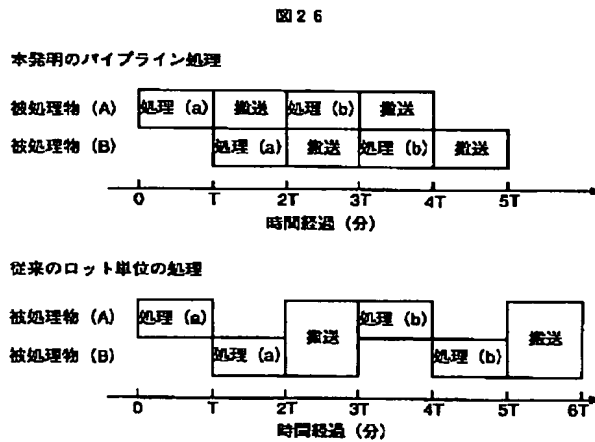 図26
本発明のパイプライン処理
被処理物 (A) 処理 (a) 搬送 処理 (b) 搬送
被処理物 (B) 処理 (a) 搬送 処理 (b) 搬送
0 T 2T 3T 4T 5T
時間経過 (分)
従来のロット単位の処理
被処理物 (A) 処理 (a) 搬送 処理 (b) 搬送
被処理物 (B) 処理 (a) 処理 (b)
0 T 2T 3T 4T 5T 6T
時間経過 (分)